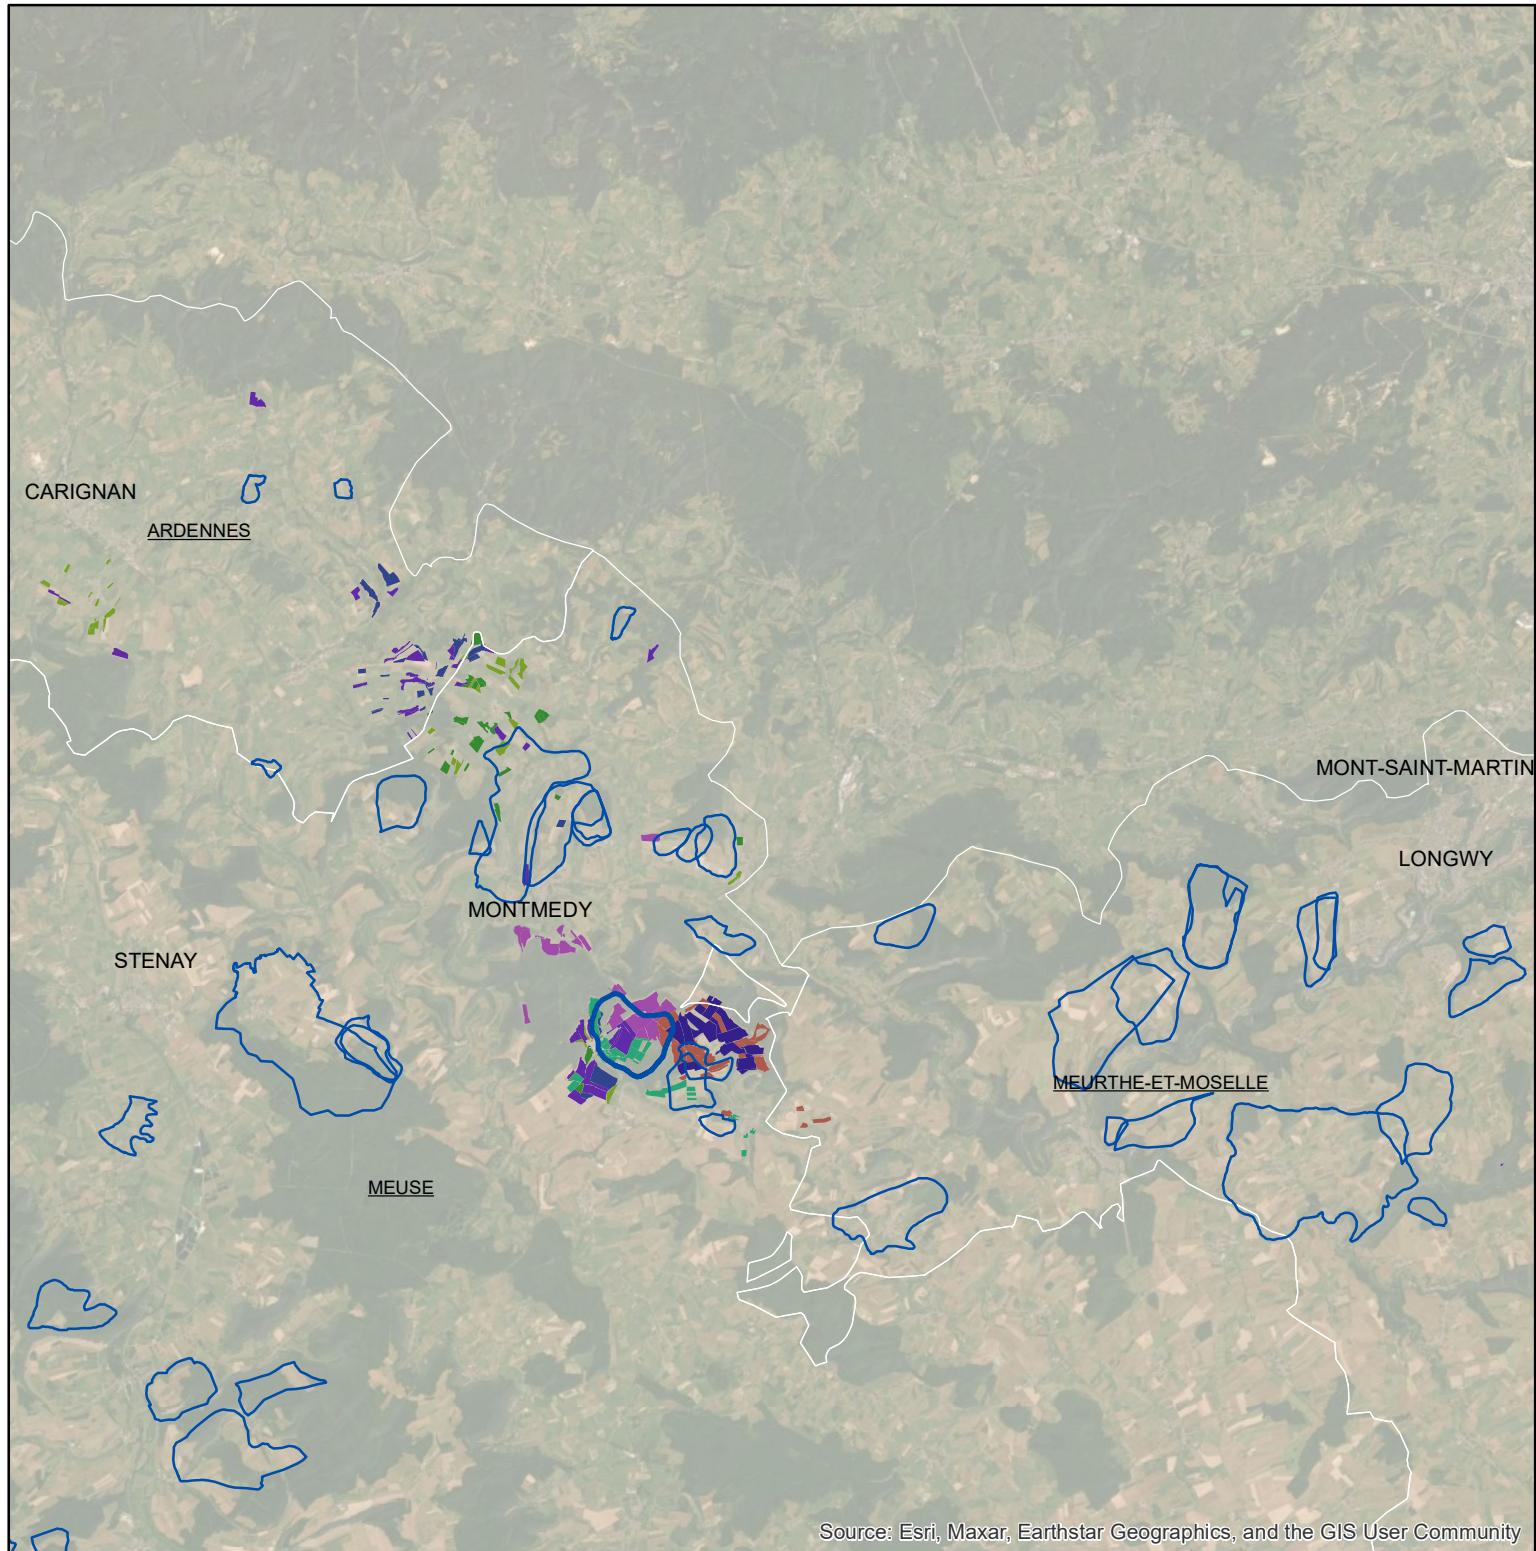 CARIGNAN
ARDENNES
MONT-SAINT-MARTIN
LONGWY
MONTMEDY
STENAY
MEURTHE-ET-MOSELLE
MEUSE
Source: Esri, Maxar, Earthstar Geographics, and the GIS User Community